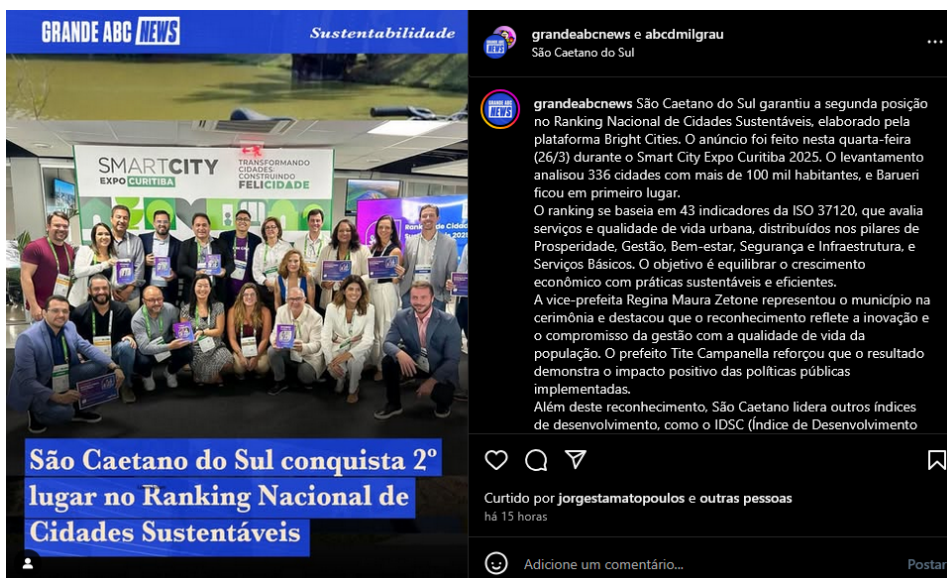 GRANDE ABC NEWS
Sustentabilidade
SMARTCITY
EXPO CURITIBA
TRANSFORMANDO
CIDADES
CONSTRUINDO
FELICIDADE
São Caetano do Sul conquista 2º
lugar no Ranking Nacional de
Cidades Sustentáveis
grandeabcnews e abcdmilgrau
São Caetano do Sul
grandeabcnews São Caetano do Sul garantiu a segunda posição
no Ranking Nacional de Cidades Sustentáveis, elaborado pela
plataforma Bright Cities. O anúncio foi feito nesta quarta-feira
(26/3) durante o Smart City Expo Curitiba 2025. O levantamento
analisou 336 cidades com mais de 100 mil habitantes, e Barueri
ficou em primeiro lugar.
O ranking se baseia em 43 indicadores da ISO 37120, que avalia
serviços e qualidade de vida urbana, distribuídos nos pilares de
Prosperidade, Gestão, Bem-estar, Segurança e Infraestrutura, e
Serviços Básicos. O objetivo é equilibrar o crescimento
econômico com práticas sustentáveis e eficientes.
A vice-prefeita Regina Maura Zetone representou o município na
cerimônia e destacou que o reconhecimento reflete a inovação e
o compromisso da gestão com a qualidade de vida da
população. O prefeito Tite Campanella reforçou que o resultado
demonstra o impacto positivo das políticas públicas
implementadas.
Além deste reconhecimento, São Caetano lidera outros índices
de desenvolvimento, como o IDSC (Índice de Desenvolvimento
Curtido por jorgestamatopoulos e outras pessoas
há 15 horas
Adicione um comentário...
Postar